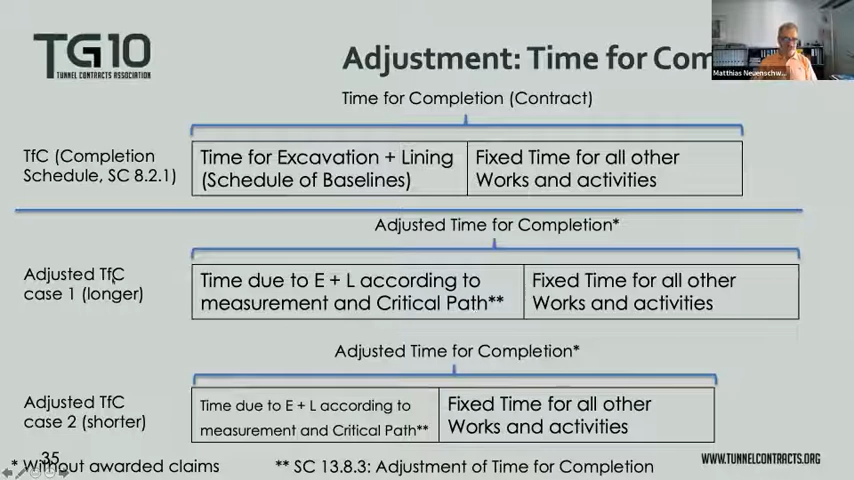 TG10
TUNNEL CONTRACTS ASSOCIATION
Adjustment: Time for Com
Matthias Neuenschw...
Time for Completion (Contract)
TfC (Completion
Schedule, SC 8.2.1)
Time for Excavation + Lining
(Schedule of Baselines)
Fixed Time for all other
Works and activities
Adjusted Time for Completion*
Adjusted TfC
case 1 (longer)
Time due to E + L according to
measurement and Critical Path**
Fixed Time for all other
Works and activities
Adjusted Time for Completion*
Adjusted TfC
case 2 (shorter)
Time due to E + L according to
measurement and Critical Path**
Fixed Time for all other
Works and activities
35
* Without awarded claims
** SC 13.8.3: Adjustment of Time for Completion
WWW.TUNNELCONTRACTS.ORG